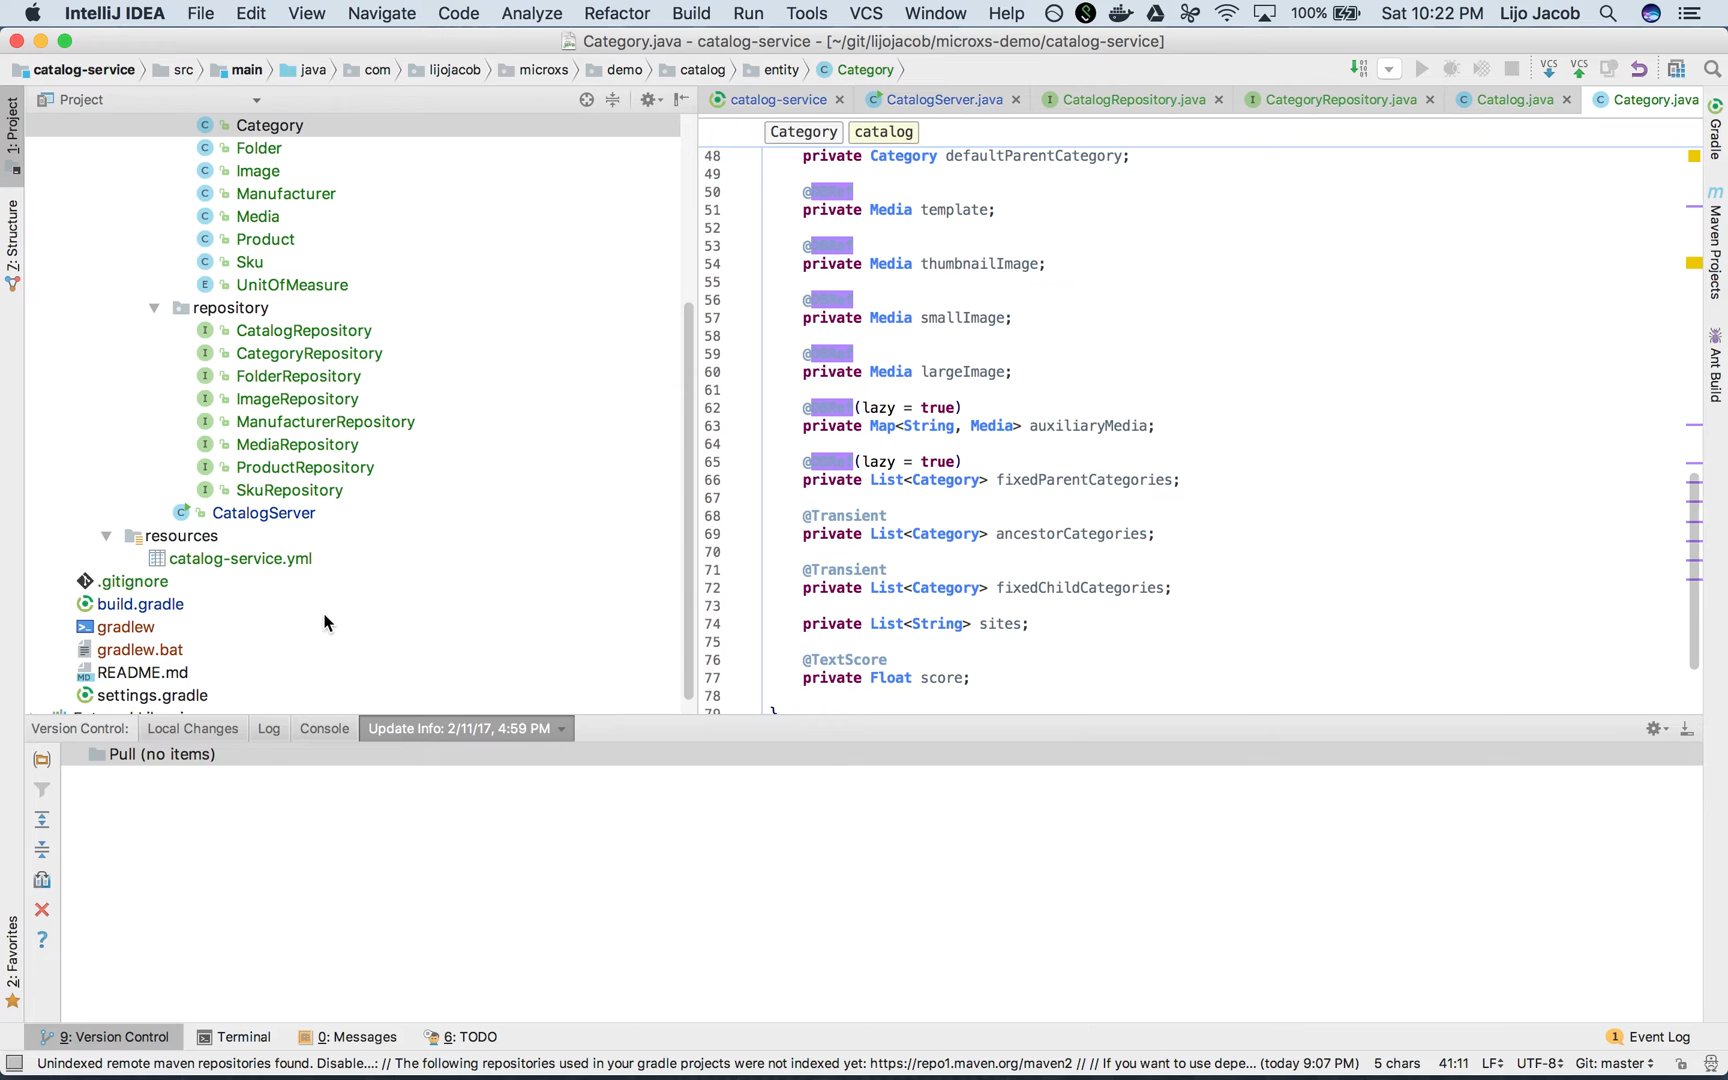 IntelliJ IDEA File Edit View Navigate Code Analyze Refactor Build Run Tools VCS Window Help 100% Sat 10:22 PM Lijo Jacob
Category.java - catalog-service - [~/git/lijojacob/microxs-demo/catalog-service]
catalog-service src main java com lijojacob microxs demo catalog entity Category
Project
catalog-service CatalogServer.java CatalogRepository.java CategoryRepository.java Catalog.java Category.java
Category catalog
Category
Folder
Image
Manufacturer
Media
Product
Sku
UnitOfMeasure
repository
CatalogRepository
CategoryRepository
FolderRepository
ImageRepository
ManufacturerRepository
MediaRepository
ProductRepository
SkuRepository
CatalogServer
resources
catalog-service.yml
.gitignore
build.gradle
gradlew
gradlew.bat
README.md
settings.gradle
48 private Category defaultParentCategory;
49
50 @
51 private Media template;
52
53 @
54 private Media thumbnailImage;
55
56 @
57 private Media smallImage;
58
59 @
60 private Media largeImage;
61
62 @ (lazy = true)
63 private Map<String, Media> auxiliaryMedia;
64
65 @ (lazy = true)
66 private List<Category> fixedParentCategories;
67
68 @Transient
69 private List<Category> ancestorCategories;
70
71 @Transient
72 private List<Category> fixedChildCategories;
73
74 private List<String> sites;
75
76 @TextScore
77 private Float score;
78
79 }
1: Project
7: Structure
2: Favorites
Gradle
Maven Projects
Ant Build
VCS VCS
Version Control: Local Changes Log Console Update Info: 2/11/17, 4:59 PM
Pull (no items)
9: Version Control Terminal 0: Messages 6: TODO 1 Event Log
Unindexed remote maven repositories found. Disable...: // The following repositories used in your gradle projects were not indexed yet: https://repo1.maven.org/maven2 // // If you want to use depe... (today 9:07 PM) 5 chars 41:11 LF UTF-8 Git: master